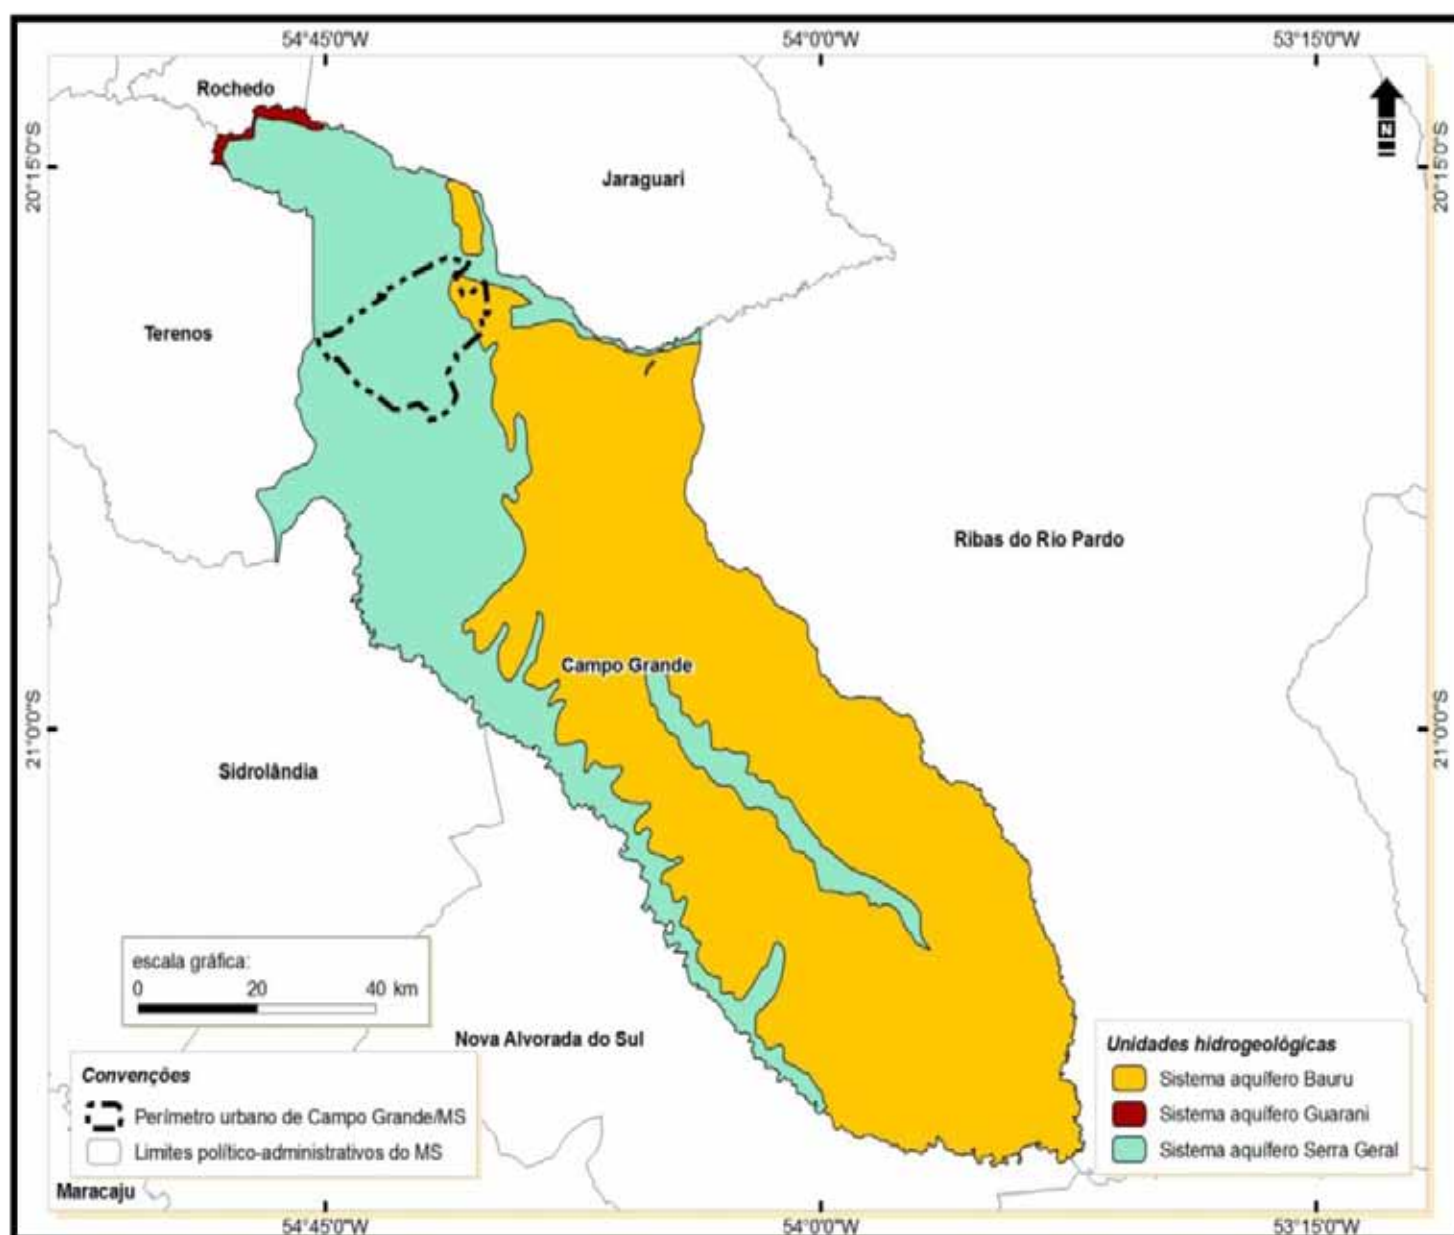 54°45'0"W 54°0'0"W 53°15'0"W
Rochedo
N
20°15'0"S 20°15'0"S
Jaraguari
Terenos
Ribas do Rio Pardo
Campo Grande
21°0'0"S 21°0'0"S
Sidrolândia
escala gráfica:
0 20 40 km
Nova Alvorada do Sul
Convenções
Perímetro urbano de Campo Grande/MS
Limites político-administrativos do MS
Unidades hidrogeológicas
Sistema aquífero Bauru
Sistema aquífero Guarani
Sistema aquífero Serra Geral
Maracaju
54°45'0"W 54°0'0"W 53°15'0"W